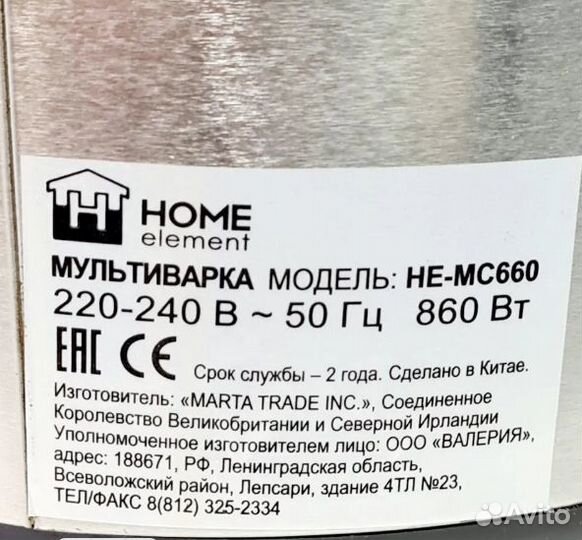 HOME
element
МУЛЬТИВАРКА МОДЕЛЬ: HE-MC660
220-240 В ~ 50 Гц 860 Вт
EAC CE Срок службы – 2 года. Сделано в Китае.
Изготовитель: «MARTA TRADE INC.», Соединенное
Королевство Великобритании и Северной Ирландии
Уполномоченное изготовителем лицо: ООО «ВАЛЕРИЯ»,
адрес: 188671, РФ, Ленинградская область,
Всеволожский район, Лепсари, здание 4ТЛ №23,
ТЕЛ/ФАКС 8(812) 325-2334
Avito